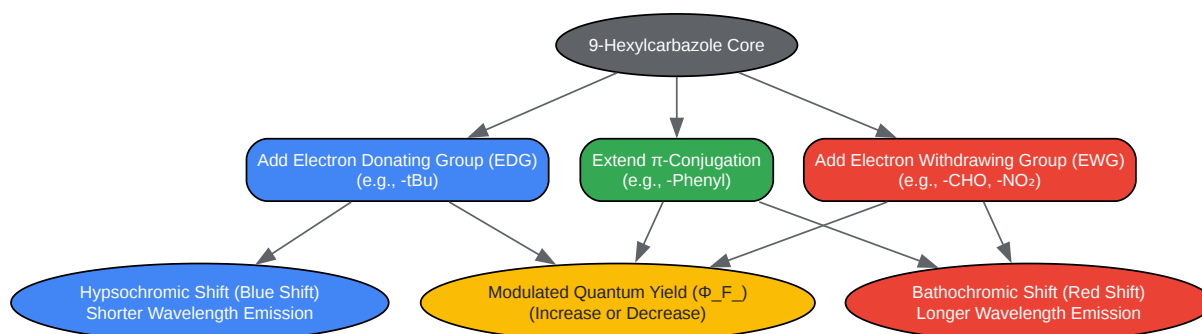 9-Hexylcarbazole Core
Add Electron Donating Group (EDG)
(e.g., -tBu)
Extend π-Conjugation
(e.g., -Phenyl)
Add Electron Withdrawing Group (EWG)
(e.g., -CHO, -NO₂)
Hypsochromic Shift (Blue Shift)
Shorter Wavelength Emission
Modulated Quantum Yield (Φ_F_)
(Increase or Decrease)
Bathochromic Shift (Red Shift)
Longer Wavelength Emission